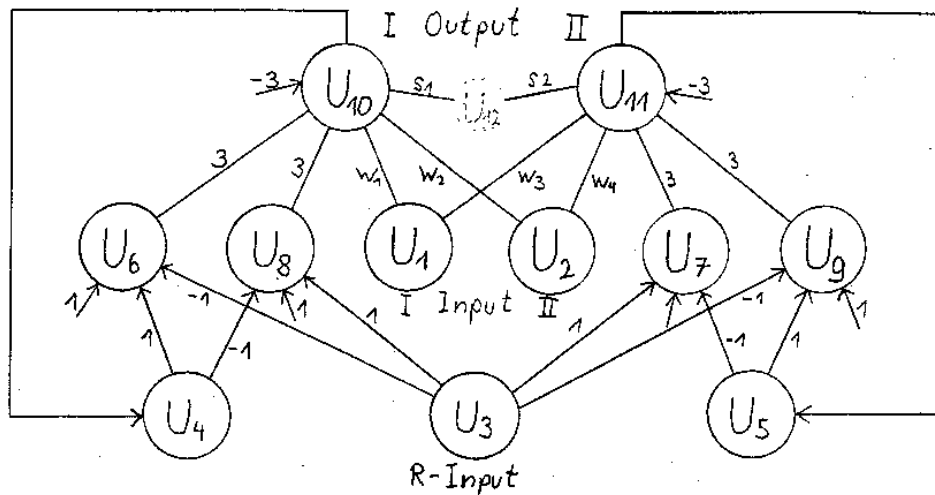 I Output II
-3 U10 s1 U12 s2 U11 -3
3 3 w1 w2 w3 w4 3 3
U6 U8 U1 U2 U7 U9
I Input II
1 -1 1 1 1 -1 1
1 -1 -1 1
U4 U3 U5
R-Input